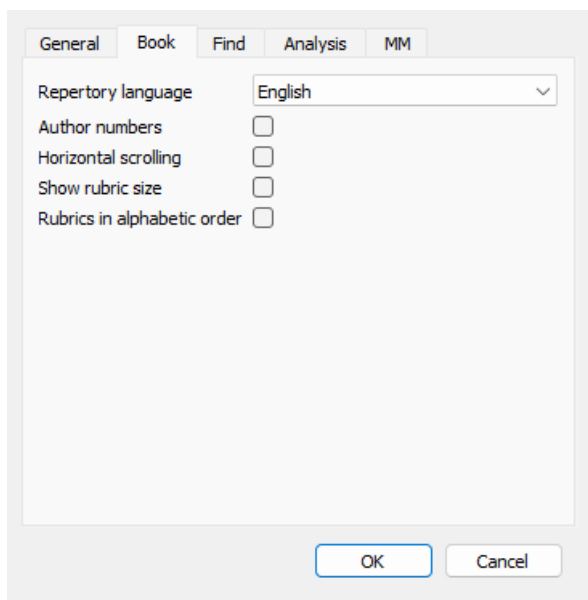 General Book Find Analysis MM
Repertory language English
Author numbers
Horizontal scrolling
Show rubric size
Rubrics in alphabetic order
OK Cancel